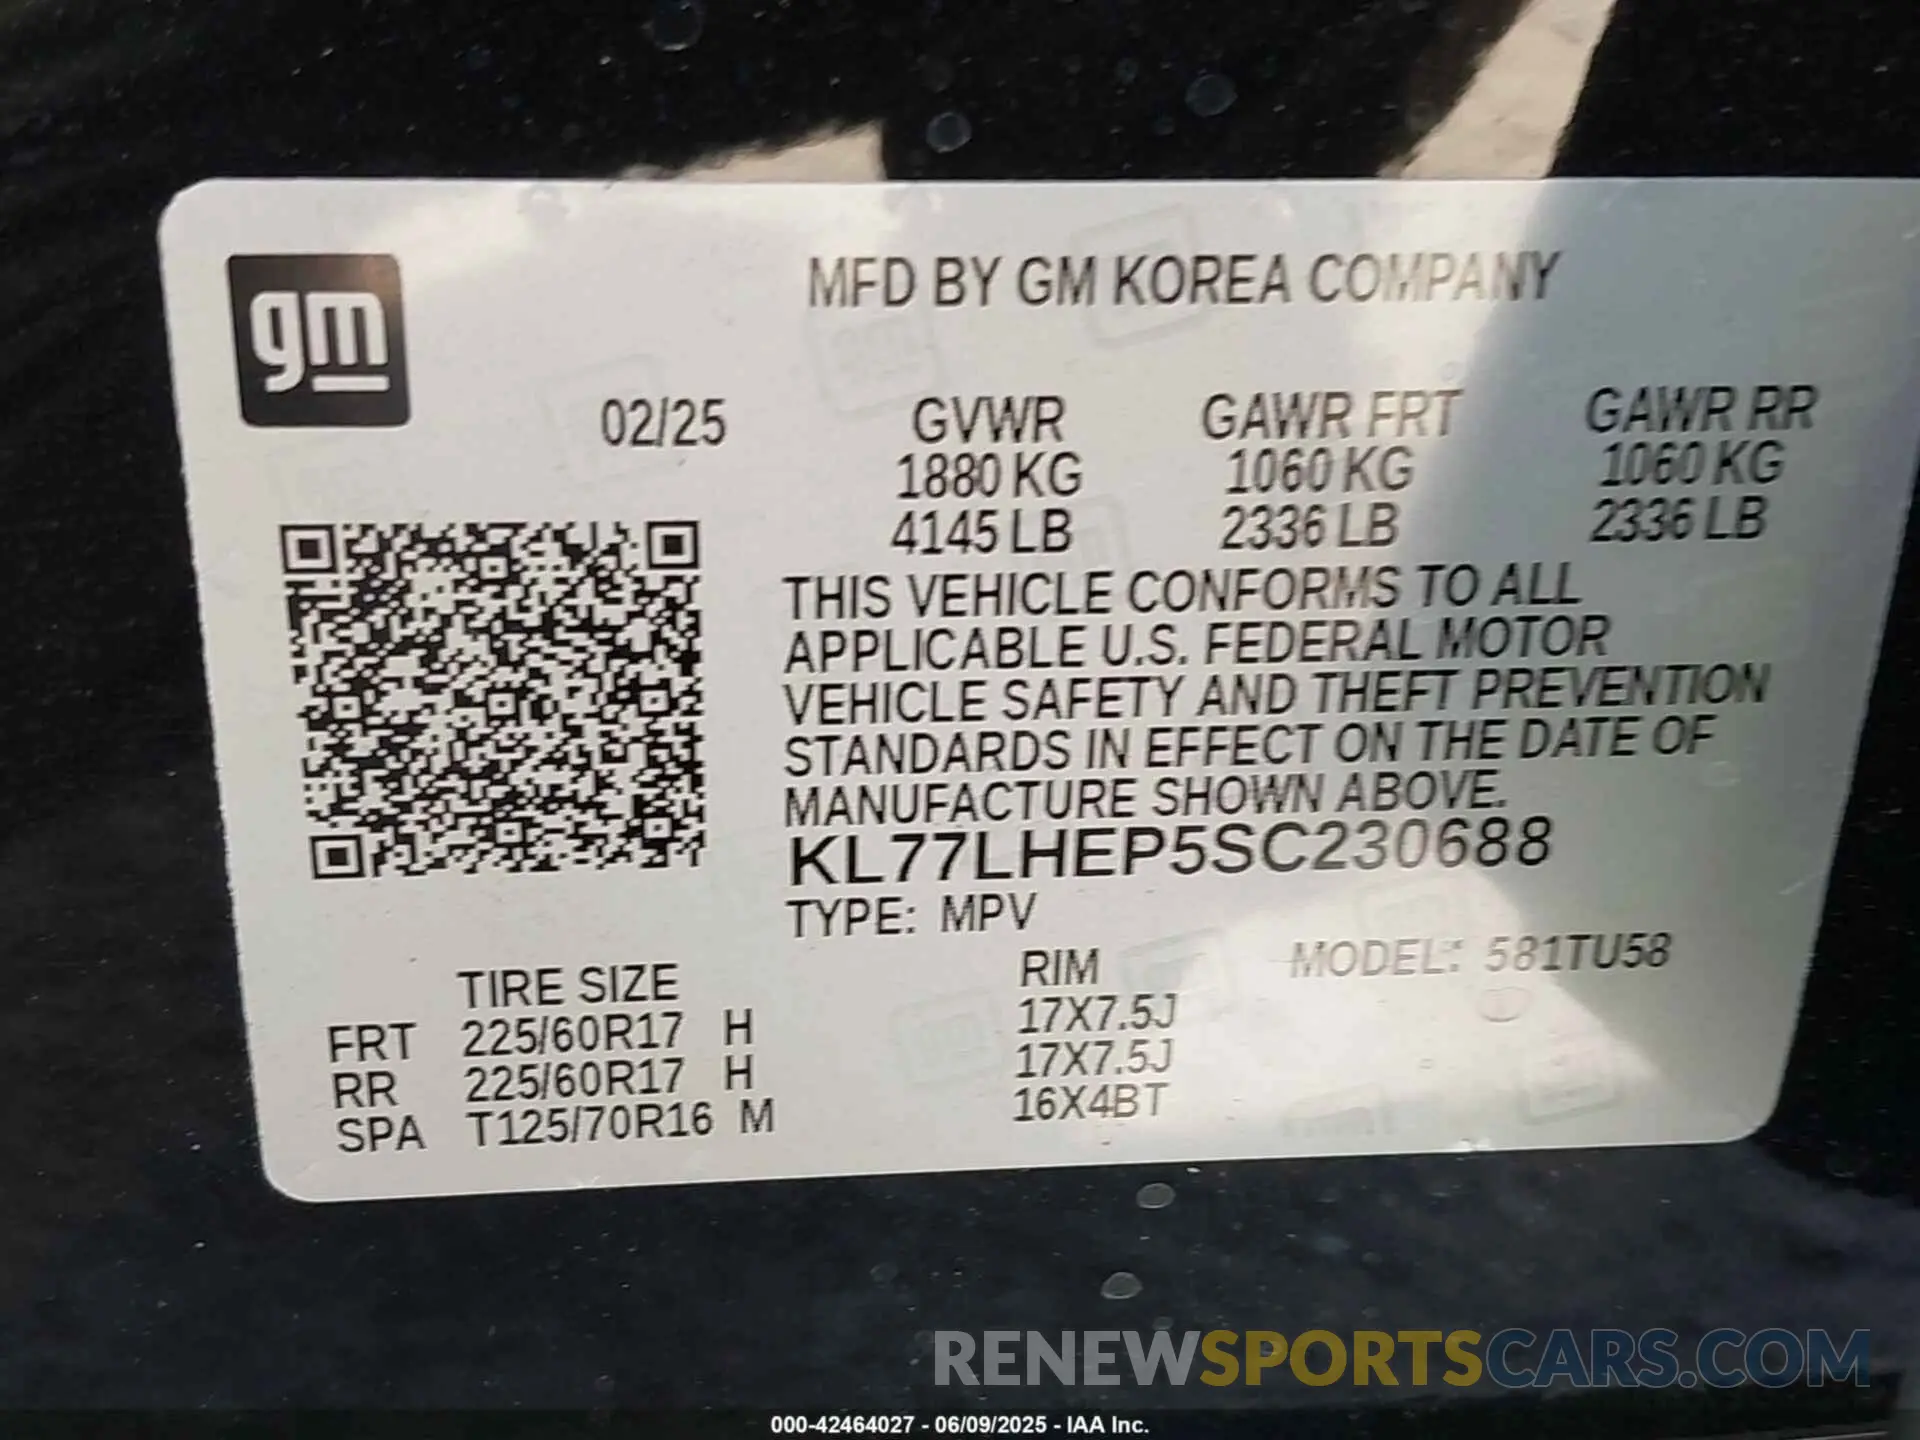 gm
MFD BY GM KOREA COMPANY
02/25 GVWR GAWR FRT GAWR RR
1880 KG 1060 KG 1060 KG
4145 LB 2336 LB 2336 LB
THIS VEHICLE CONFORMS TO ALL
APPLICABLE U.S. FEDERAL MOTOR
VEHICLE SAFETY AND THEFT PREVENTION
STANDARDS IN EFFECT ON THE DATE OF
MANUFACTURE SHOWN ABOVE.
KL77LHEP5SC230688
TYPE: MPV
MODEL: 581TU58
TIRE SIZE RIM
FRT 225/60R17 H 17X7.5J
RR 225/60R17 H 17X7.5J
SPA T125/70R16 M 16X4BT
RENEWSPORTSCARS.COM
000-42464027 - 06/09/2025 - IAA Inc.